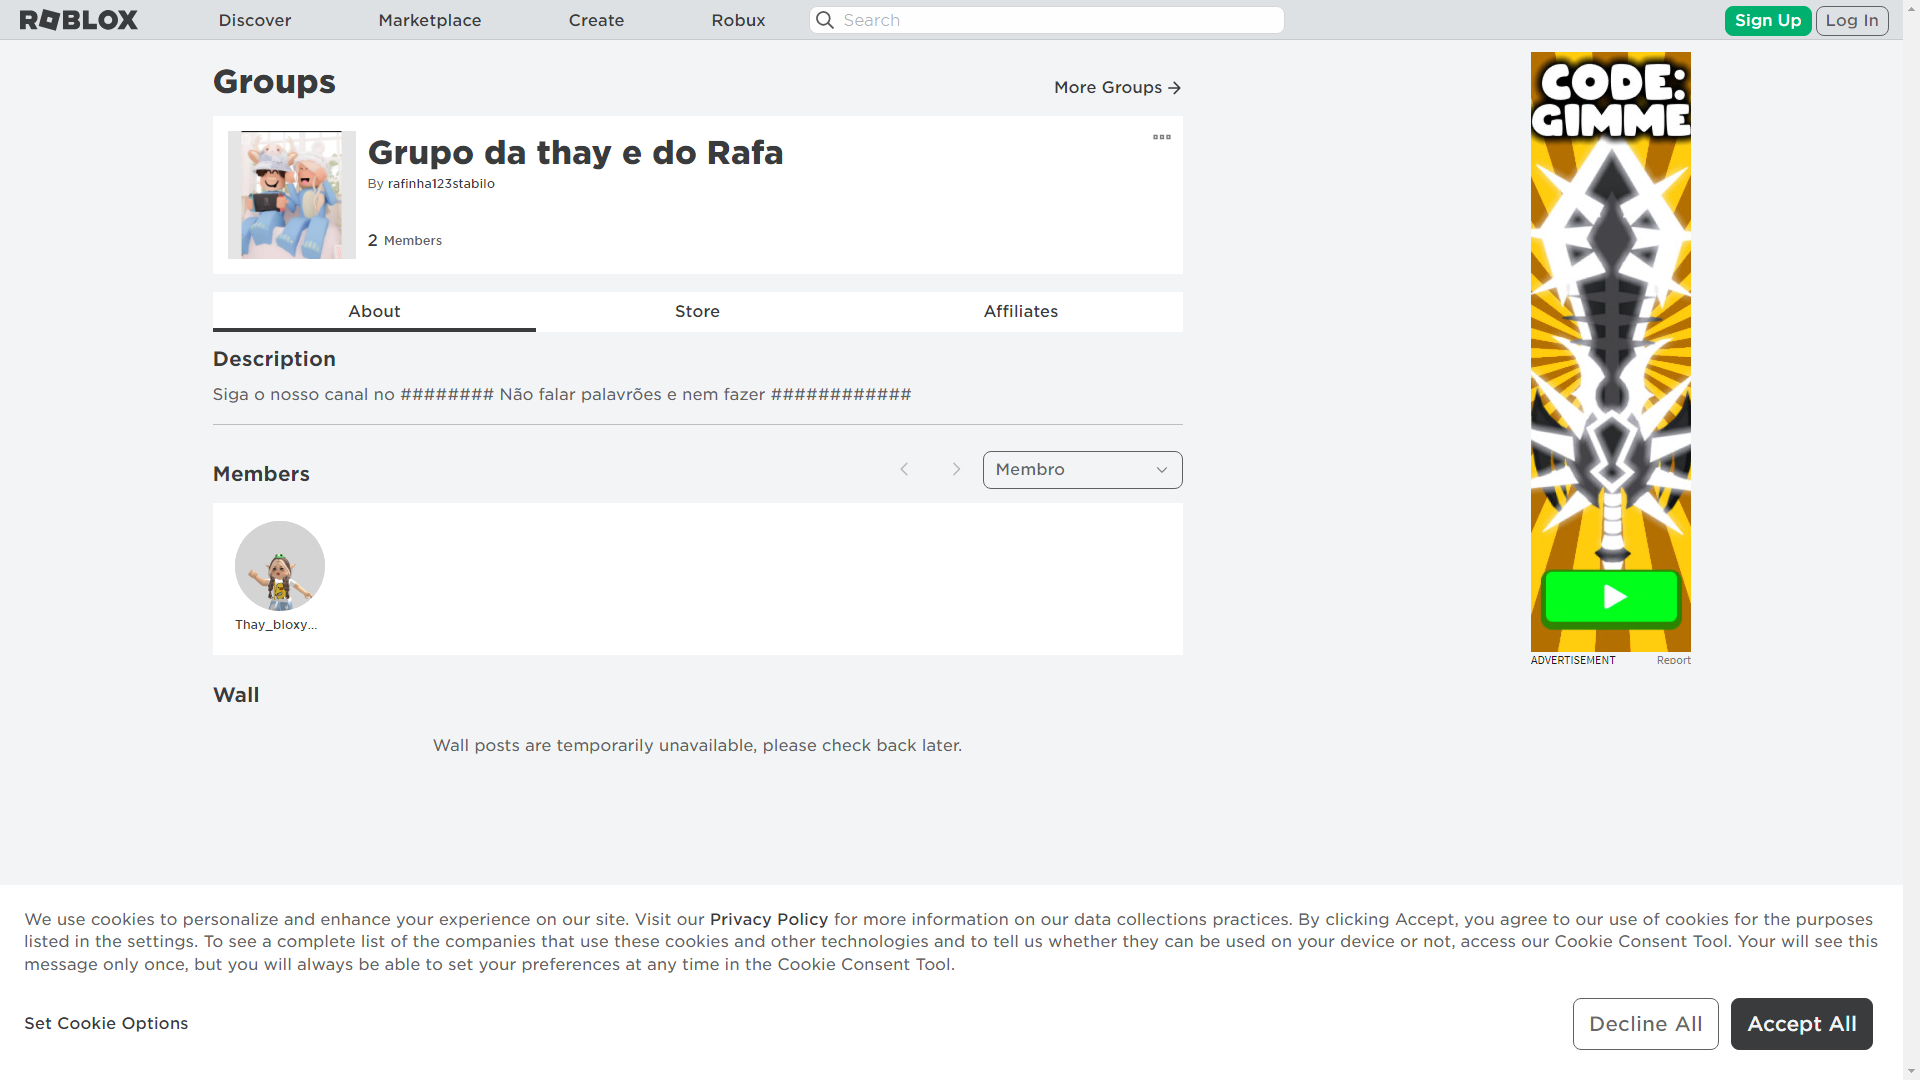 ROBLOX
Discover
Marketplace
Create
Robux
Search
Sign Up
Log In
Groups
More Groups
Grupo da thay e do Rafa
By rafinha123stabilo
2 Members
About
Store
Affiliates
Description
Siga o nosso canal no ######## Não falar palavrões e nem fazer ############
Members
Membro
Thay_bloxy...
Wall
Wall posts are temporarily unavailable, please check back later.
CODE:
GIMME
ADVERTISEMENT
Report
We use cookies to personalize and enhance your experience on our site. Visit our Privacy Policy for more information on our data collections practices. By clicking Accept, you agree to our use of cookies for the purposes
listed in the settings. To see a complete list of the companies that use these cookies and other technologies and to tell us whether they can be used on your device or not, access our Cookie Consent Tool. Your will see this
message only once, but you will always be able to set your preferences at any time in the Cookie Consent Tool.
Set Cookie Options
Decline All
Accept All